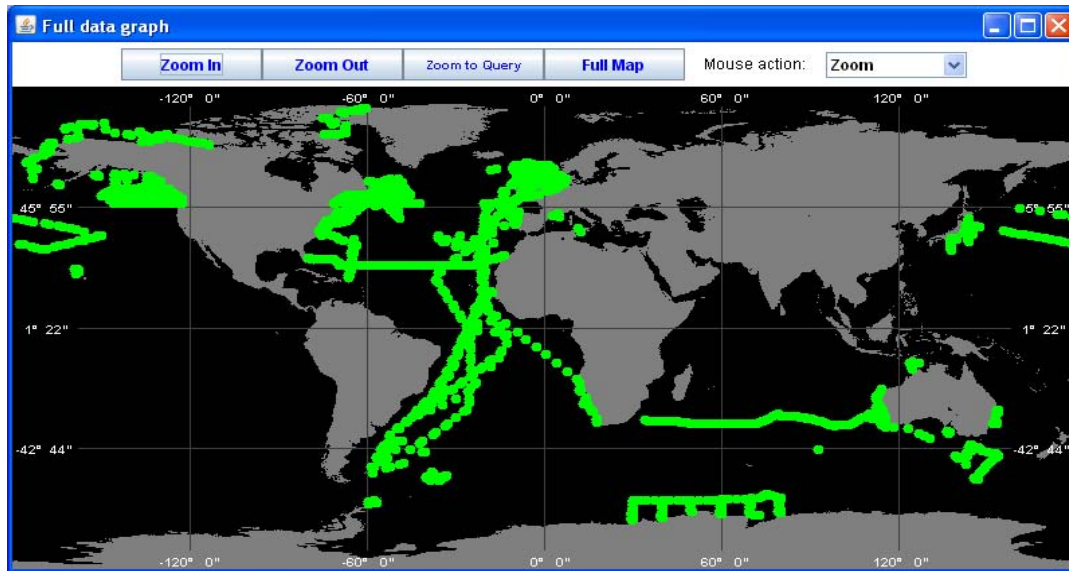 Full data graph
Zoom In Zoom Out Zoom to Query Full Map Mouse action: Zoom
-120° 0" -60° 0" 0° 0" 60° 0" 120° 0"
45° 55" 5° 55"
1° 22" 1° 22"
-42° 44" -42° 44"
-120° 0" -60° 0" 0° 0" 60° 0" 120° 0"